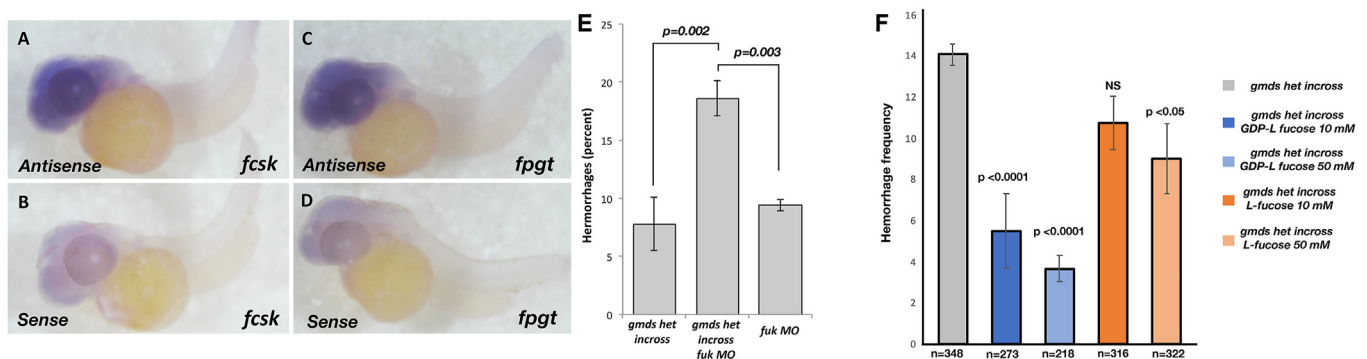 A
Antisense
fcsk
C
Antisense
fpgt
B
Sense
fcsk
D
Sense
fpgt
E
Hemorrhages (percent)
25
20
15
10
5
0
p=0.002
p=0.003
gmds het
incross
gmds het
incross
fuk MO
fuk MO
F
Hemorrhage frequency
16
14
12
10
8
6
4
2
0
p <0.0001
p <0.0001
NS
p <0.05
n=348
n=273
n=218
n=316
n=322
gmds het incross
gmds het incross
GDP-L fucose 10 mM
gmds het incross
GDP-L fucose 50 mM
gmds het incross
L-fucose 10 mM
gmds het incross
L-fucose 50 mM